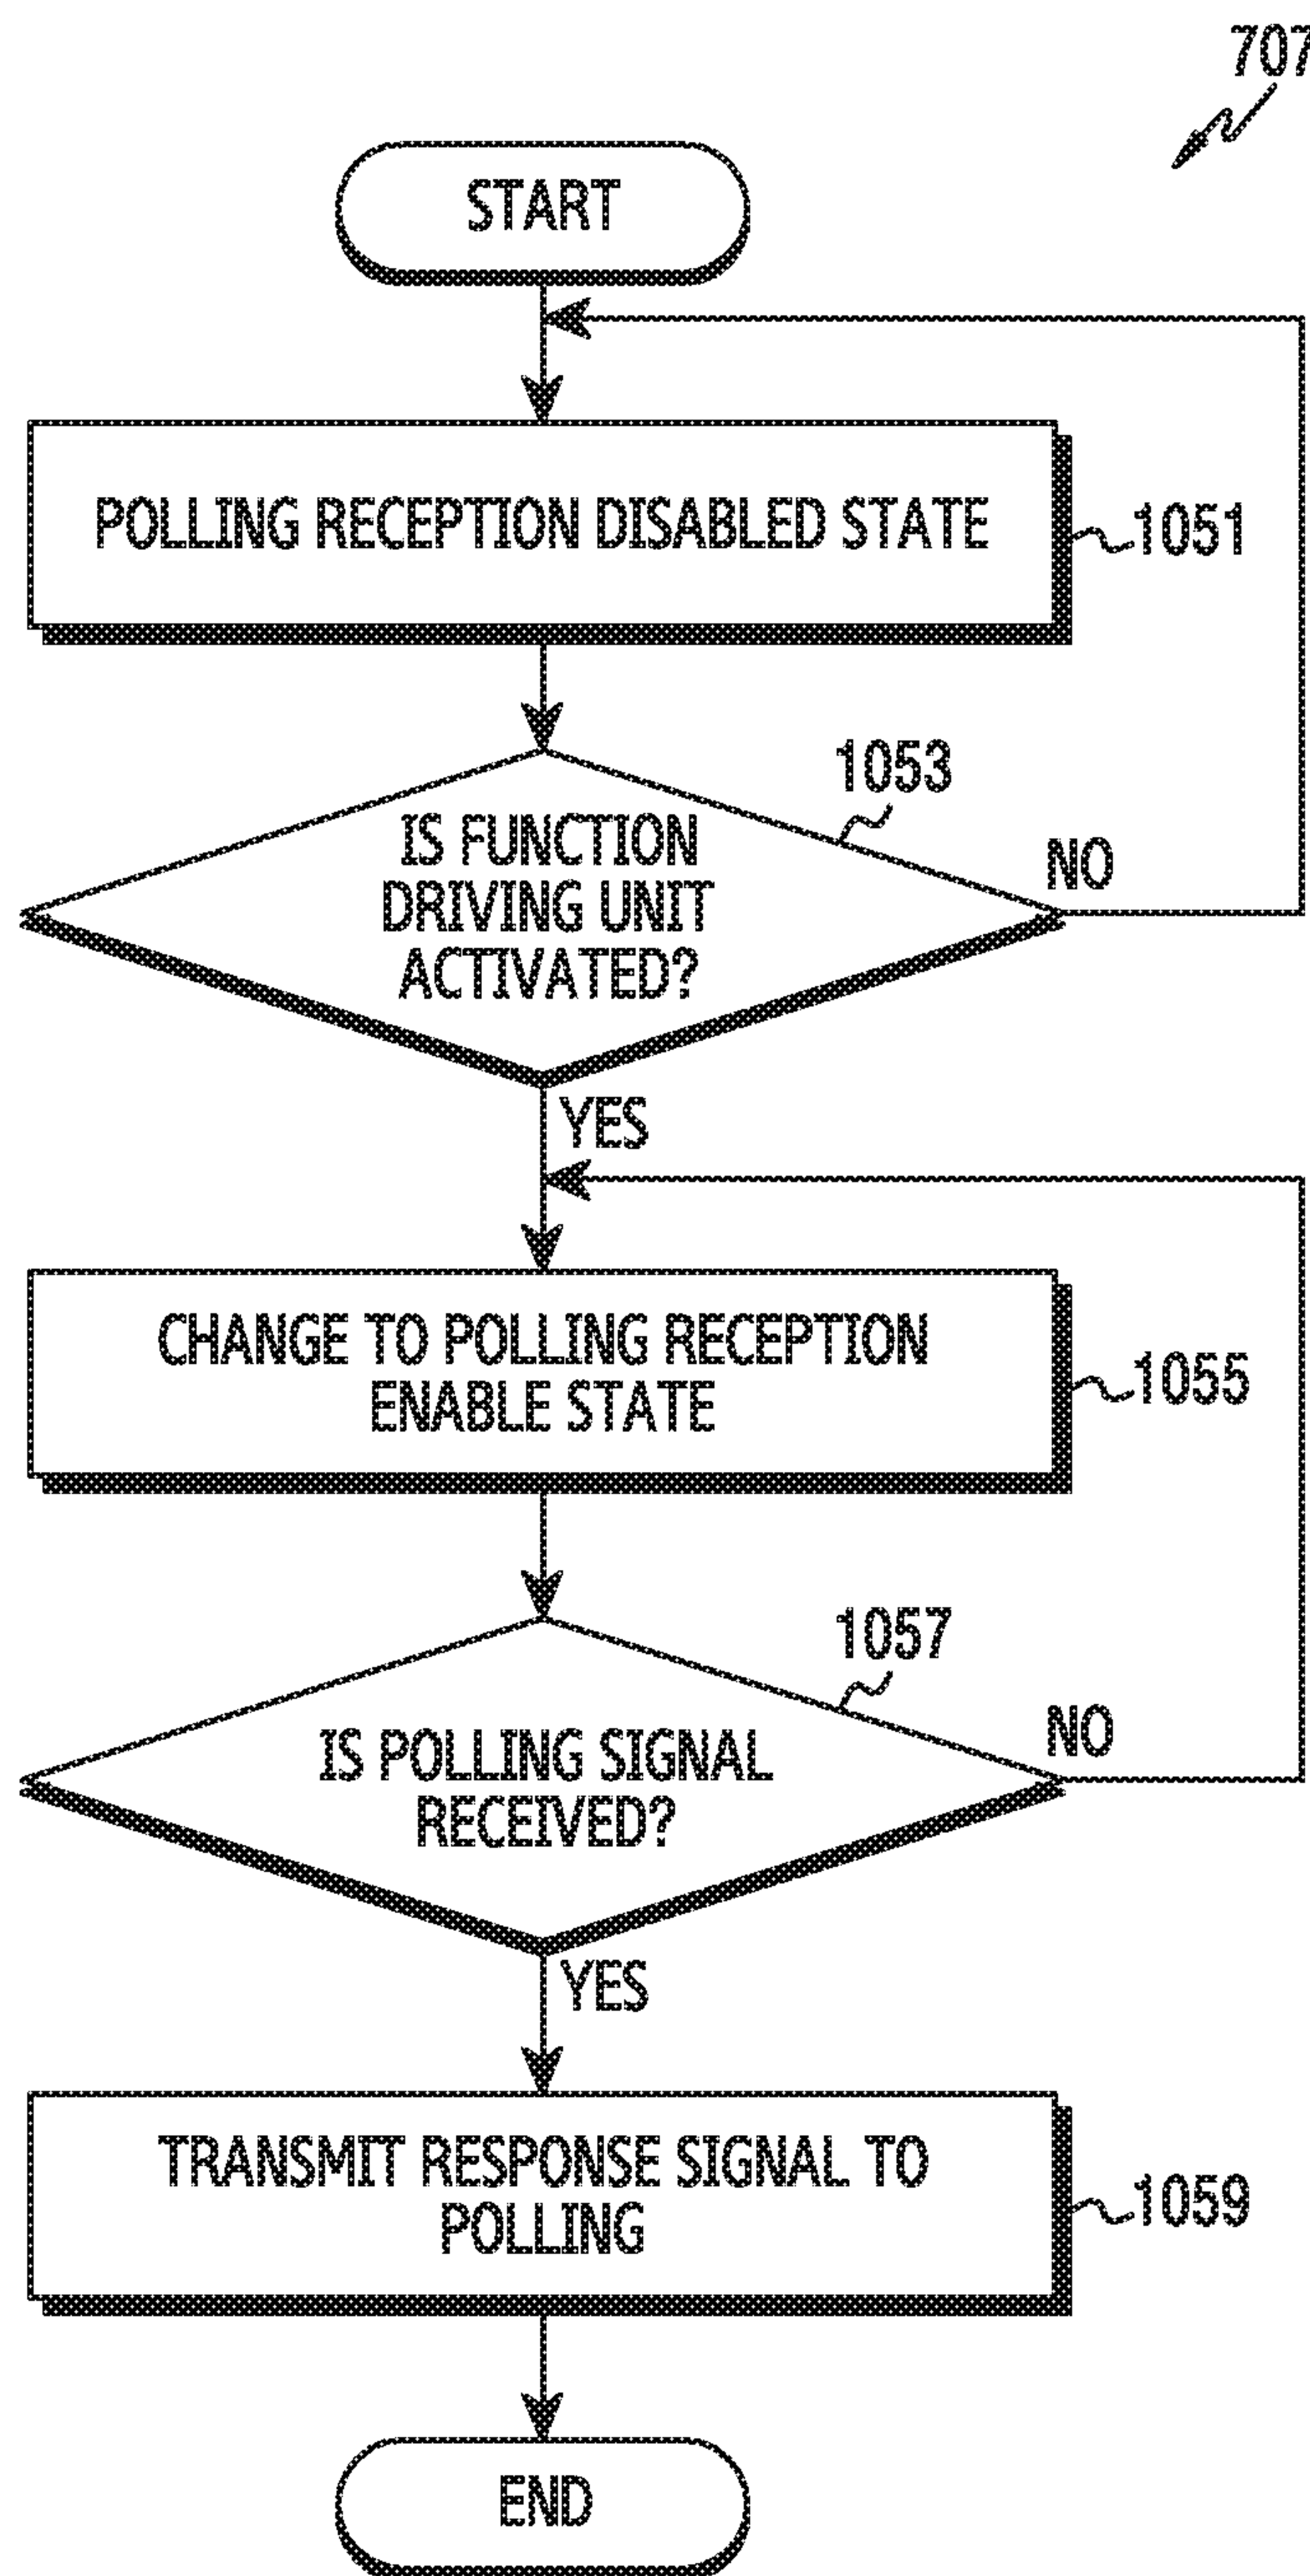 707
START
POLLING RECEPTION DISABLED STATE
1051
1053
IS FUNCTION
DRIVING UNIT
ACTIVATED?
NO
YES
CHANGE TO POLLING RECEPTION
ENABLE STATE
1055
1057
IS POLLING SIGNAL
RECEIVED?
NO
YES
TRANSMIT RESPONSE SIGNAL TO
POLLING
1059
END